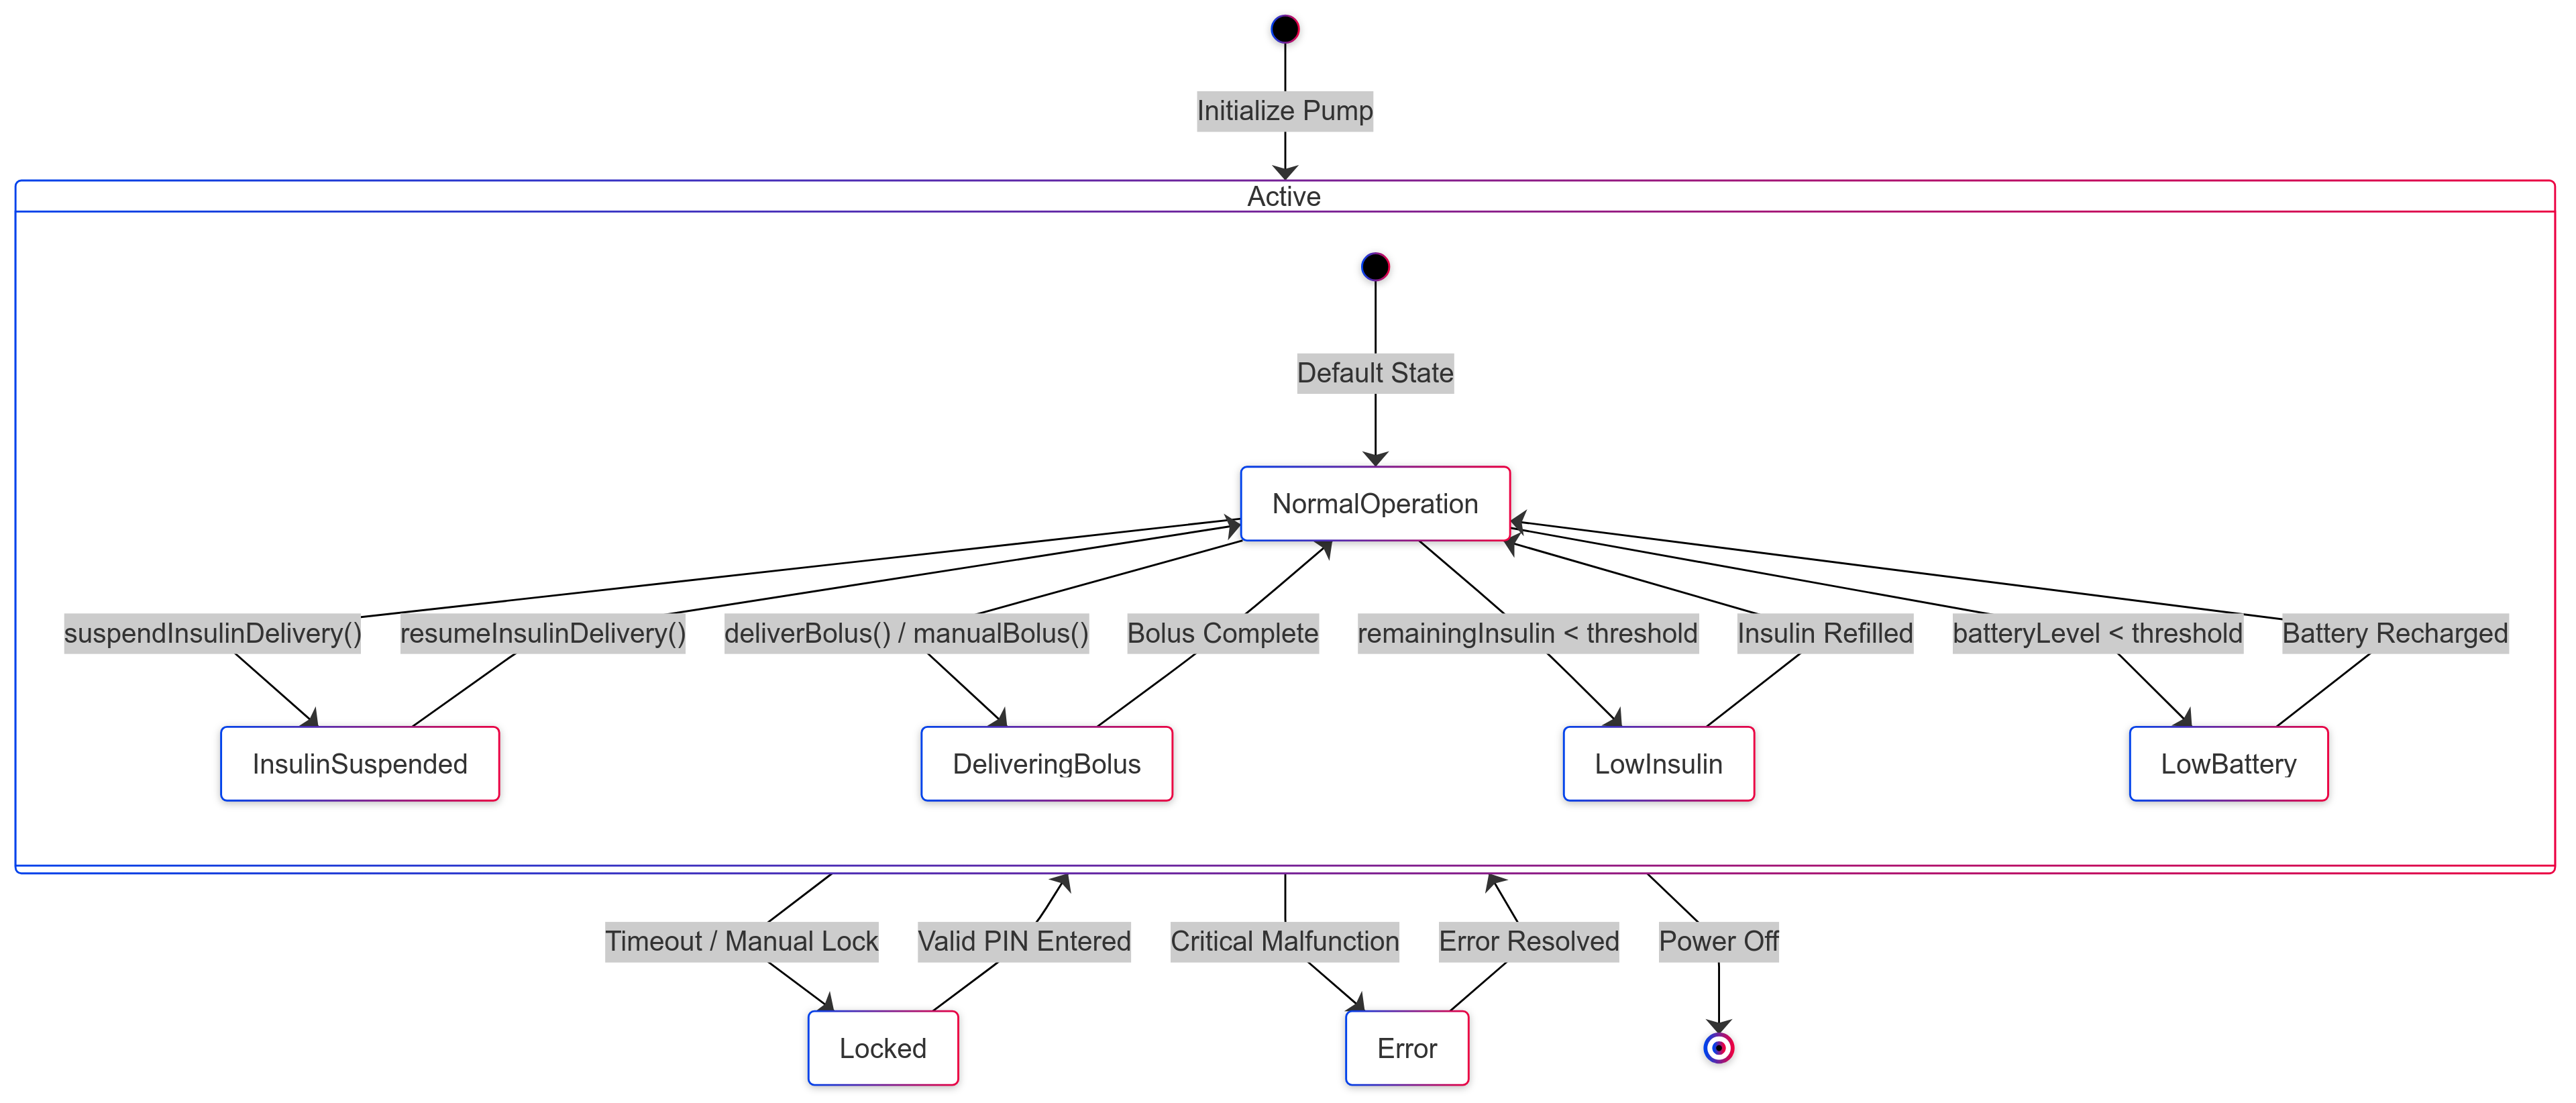 Initialize Pump
Active
Default State
NormalOperation
suspendInsulinDelivery()
resumeInsulinDelivery()
deliverBolus() / manualBolus()
Bolus Complete
remainingInsulin < threshold
Insulin Refilled
batteryLevel < threshold
Battery Recharged
InsulinSuspended
DeliveringBolus
LowInsulin
LowBattery
Timeout / Manual Lock
Valid PIN Entered
Critical Malfunction
Error Resolved
Power Off
Locked
Error